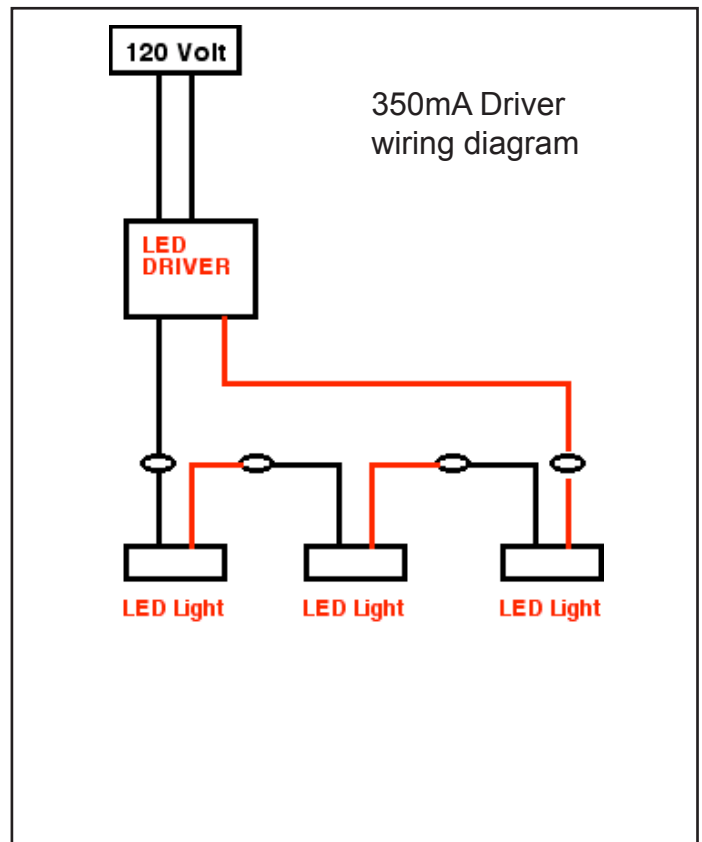 120 Volt
350mA Driver
wiring diagram
LED
DRIVER
LED Light
LED Light
LED Light